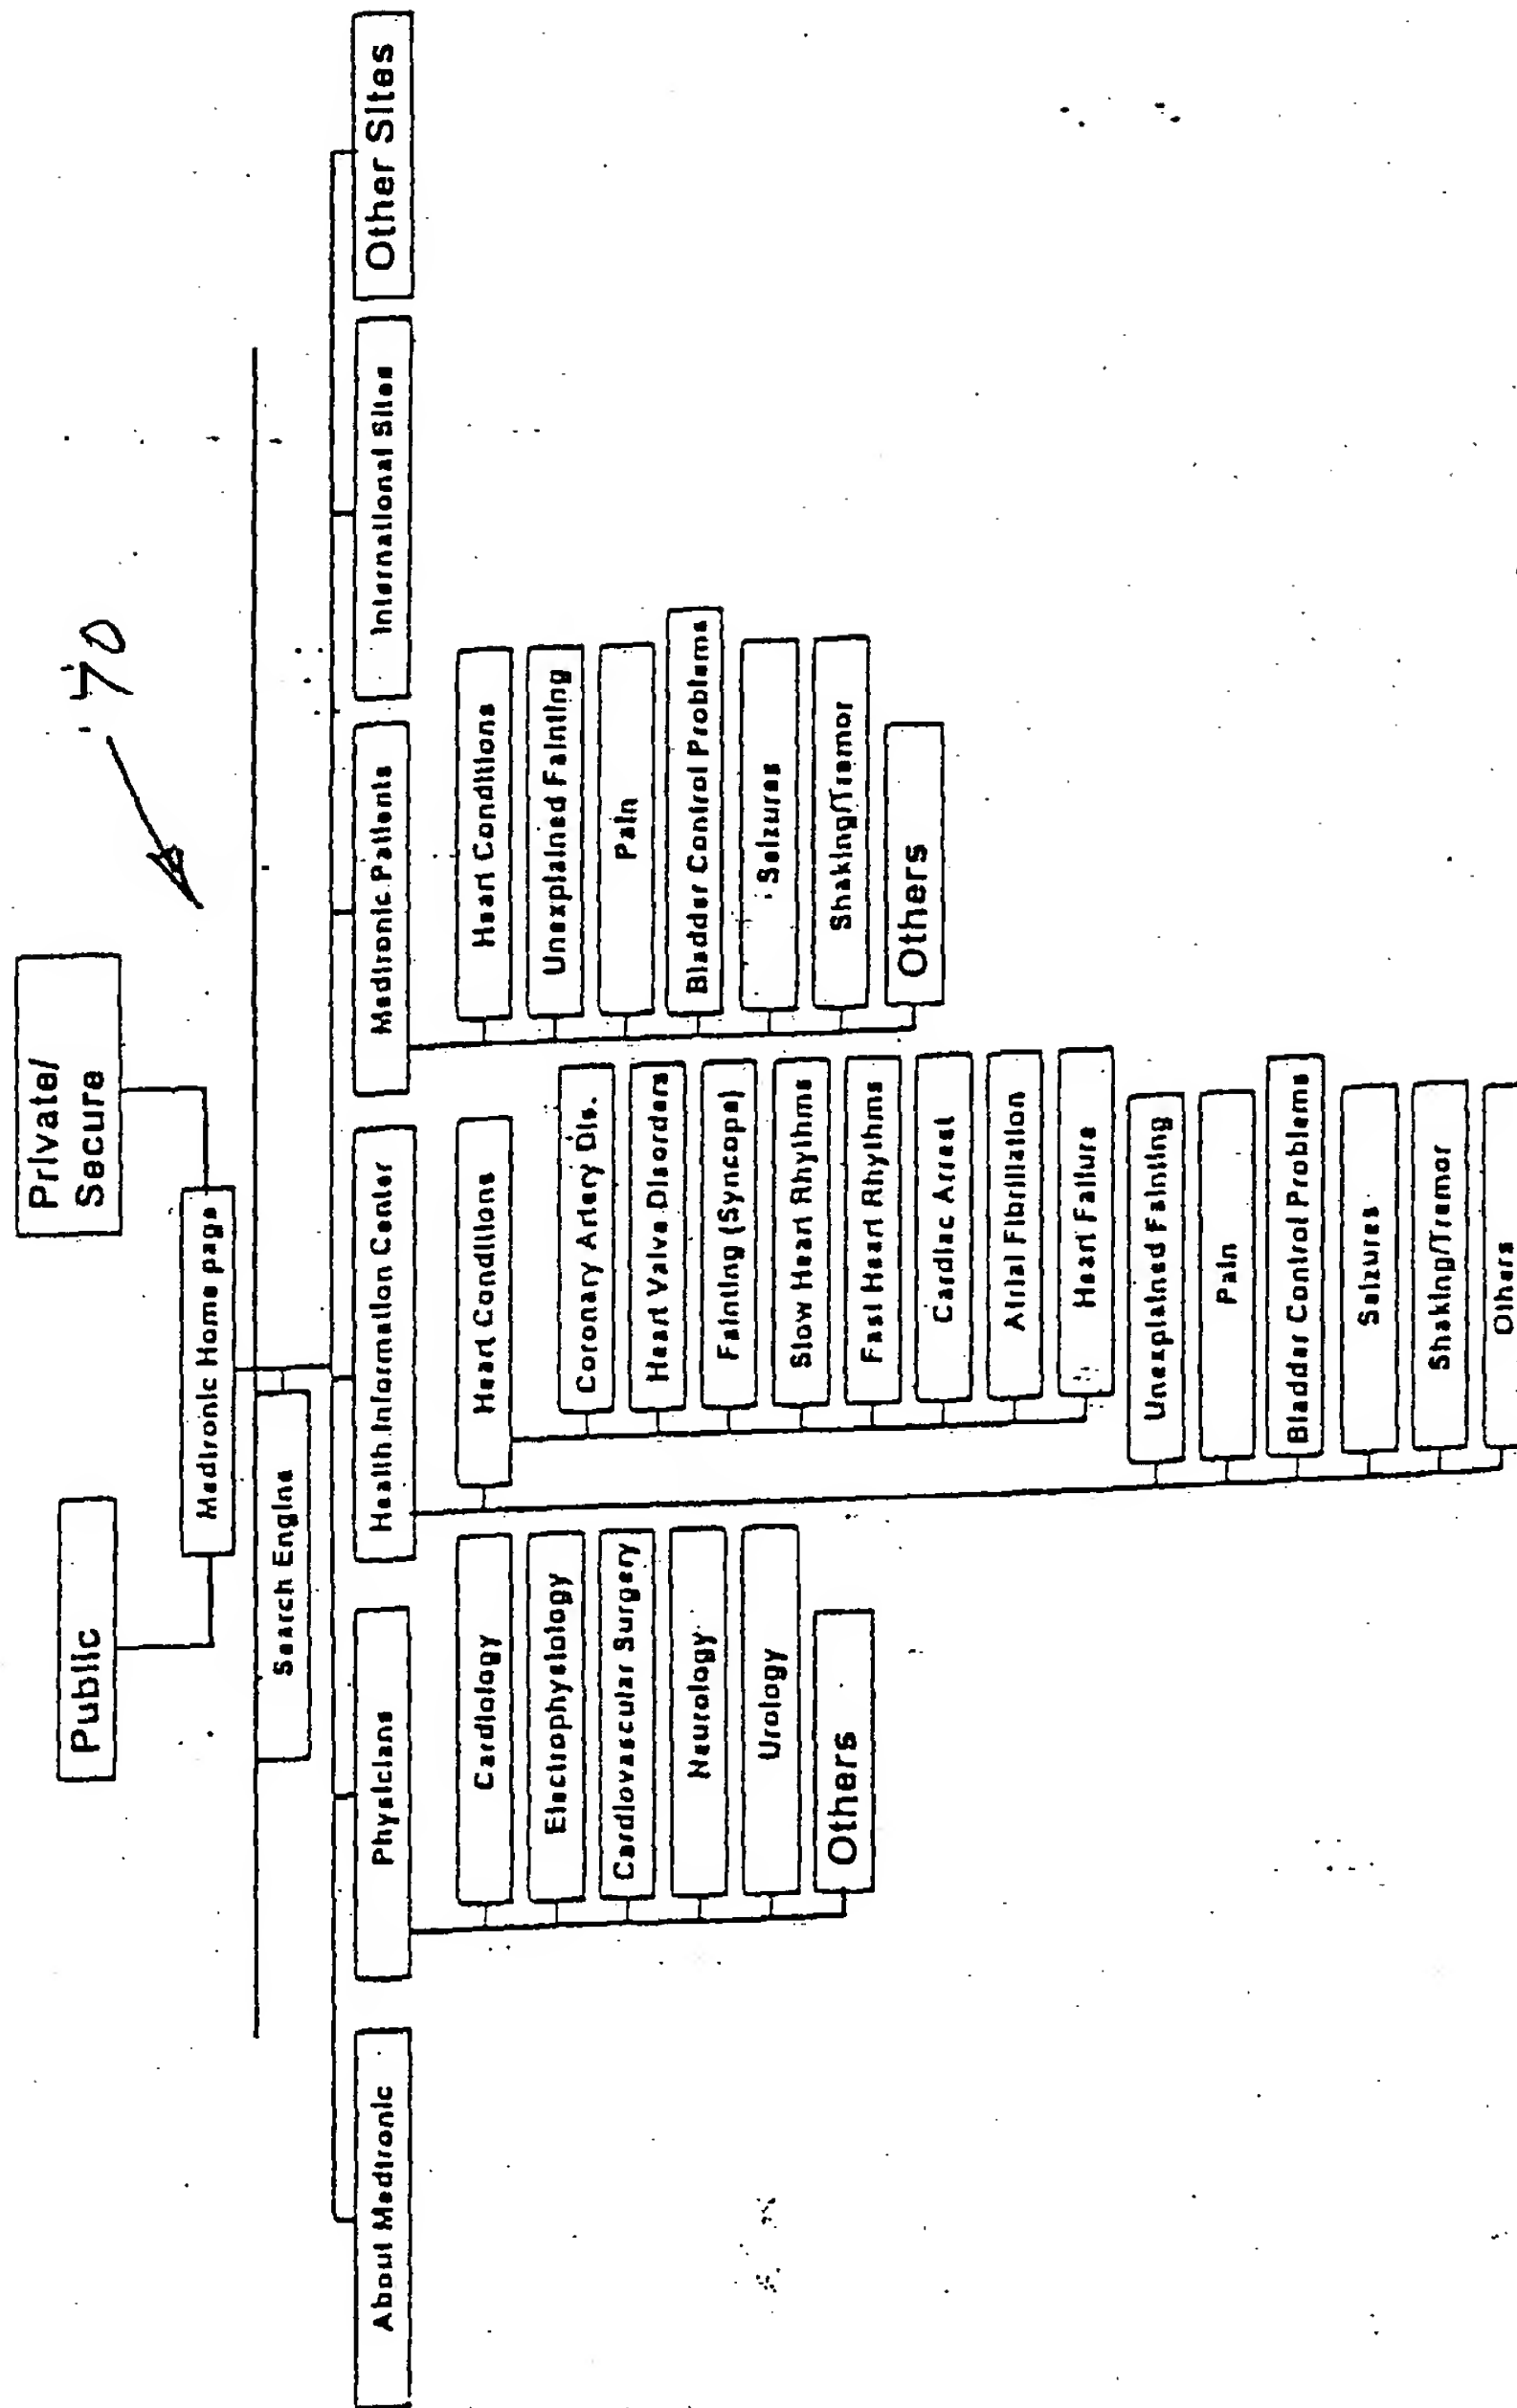 Public
Private/
Secure
70
Medtronic Home page
Search Engine
About Medtronic
Physicians
Health Information Center
Medtronic Patients
International Sites
Other Sites
Cardiology
Electrophyslology
Cardiovascular Surgery
Neurology
Urology
Others
Heart Conditions
Coronary Artery Dis.
Heart Valve Disorders
Fainting (Syncope)
Slow Heart Rhythms
Fast Heart Rhythms
Cardiac Arrest
Atrial Fibrillation
Heart Failure
Unexplained Fainting
Pain
Bladder Control Problems
Seizures
Shaking/Tremor
Others
Heart Conditions
Unexplained Fainting
Pain
Bladder Control Problems
Seizures
Shaking/Tremor
Others